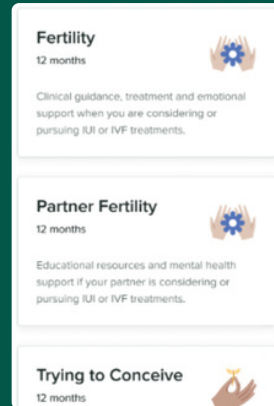 Fertility
12 months
Clinical guidance, treatment and emotional
support when you are considering or
pursuing IUI or IVF treatments.
Partner Fertility
12 months
Educational resources and mental health
support if your partner is considering or
pursuing IUI or IVF treatments.
Trying to Conceive
12 months